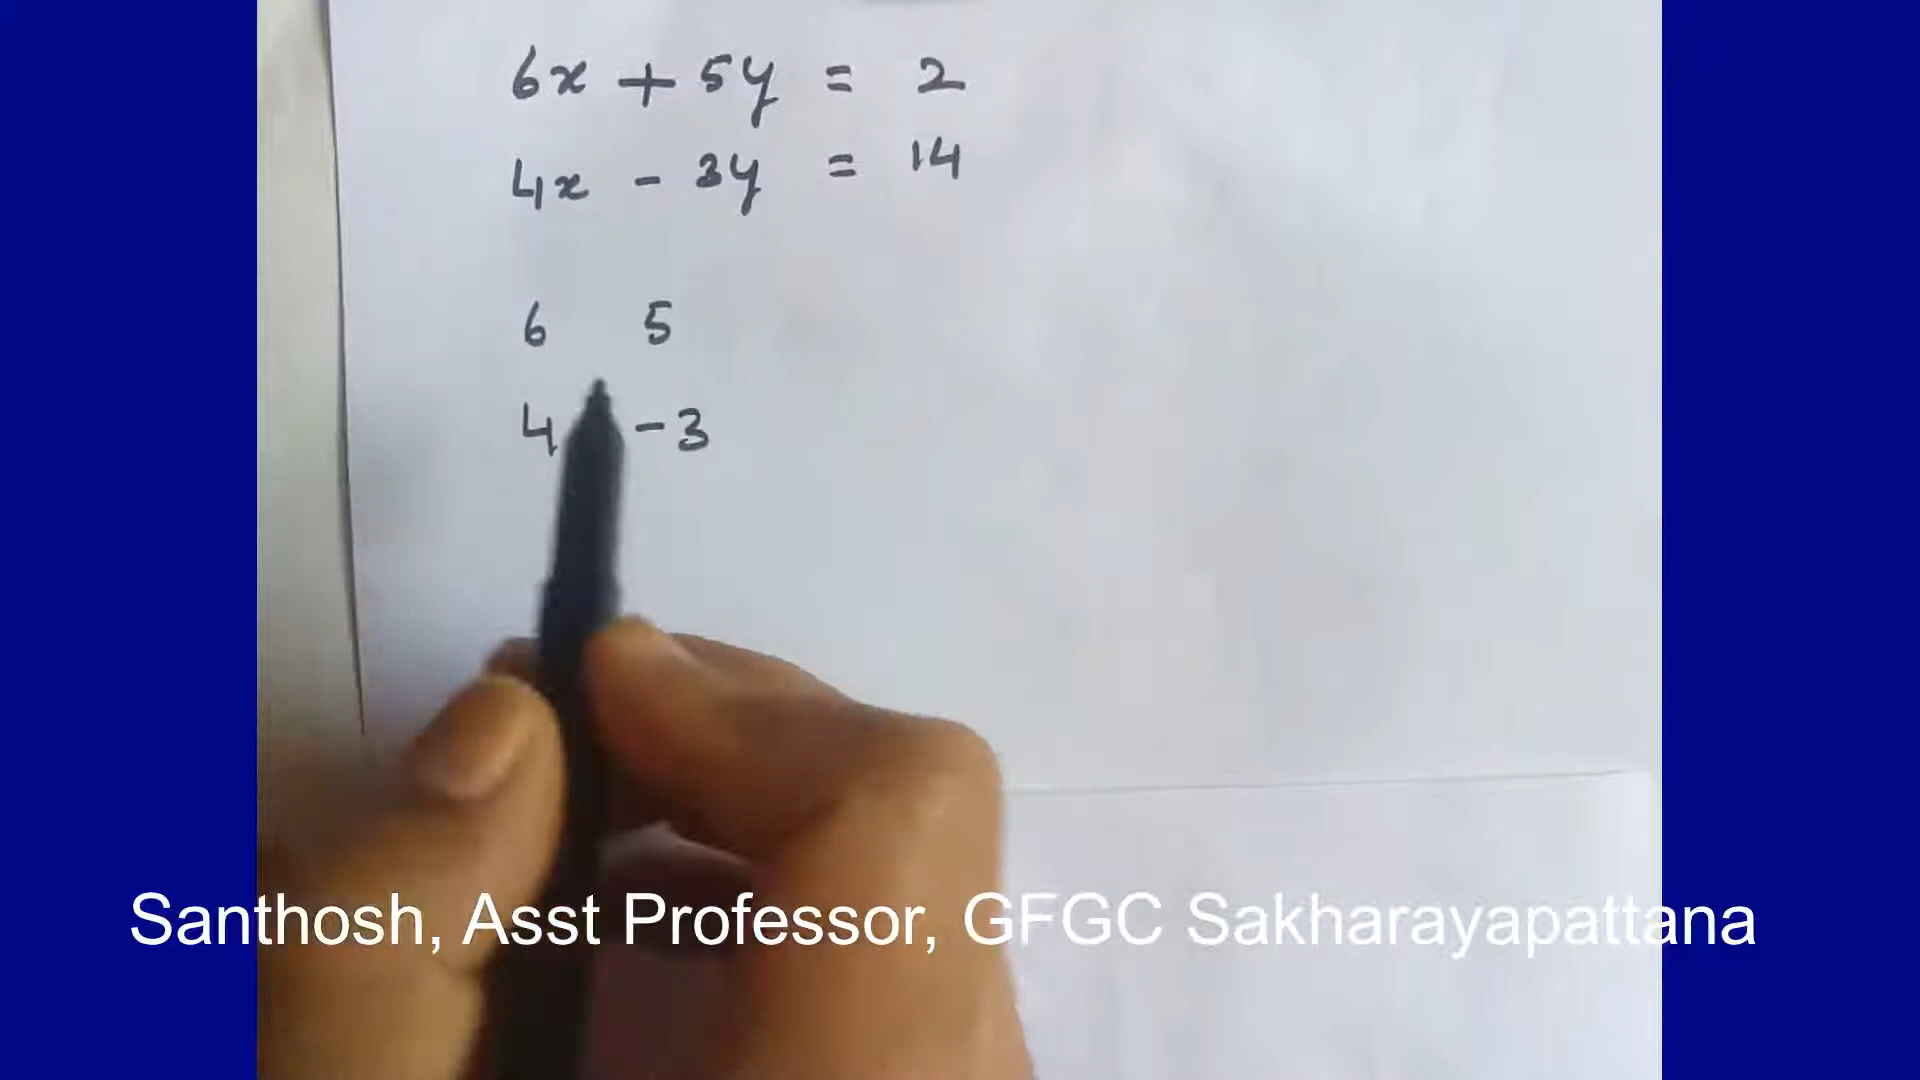 6x + 5y = 2
4x - 3y = 14
6 5
4 -3
Santhosh, Asst Professor, GFGC Sakharayapattana